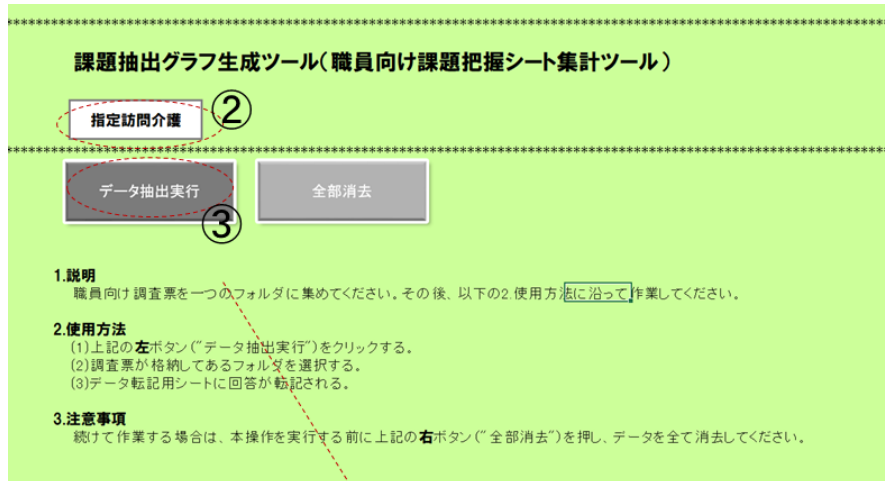 ************************************************************************************************
課題抽出グラフ生成ツール(職員向け課題把握シート集計ツール)
指定訪問介護 ②
************************************************************************************************
データ抽出実行 全部消去
③
1.説明
職員向け調査票を一つのフォルダに集めてください。その後、以下の2.使用方法に沿って作業してください。
2.使用方法
(1)上記の左ボタン(″データ抽出実行″)をクリックする。
(2)調査票が格納してあるフォルダを選択する。
(3)データ転記用シートに回答が転記される。
3.注意事項
続けて作業する場合は、本操作を実行する前に上記の右ボタン(″全部消去″)を押し、データを全て消去してください。